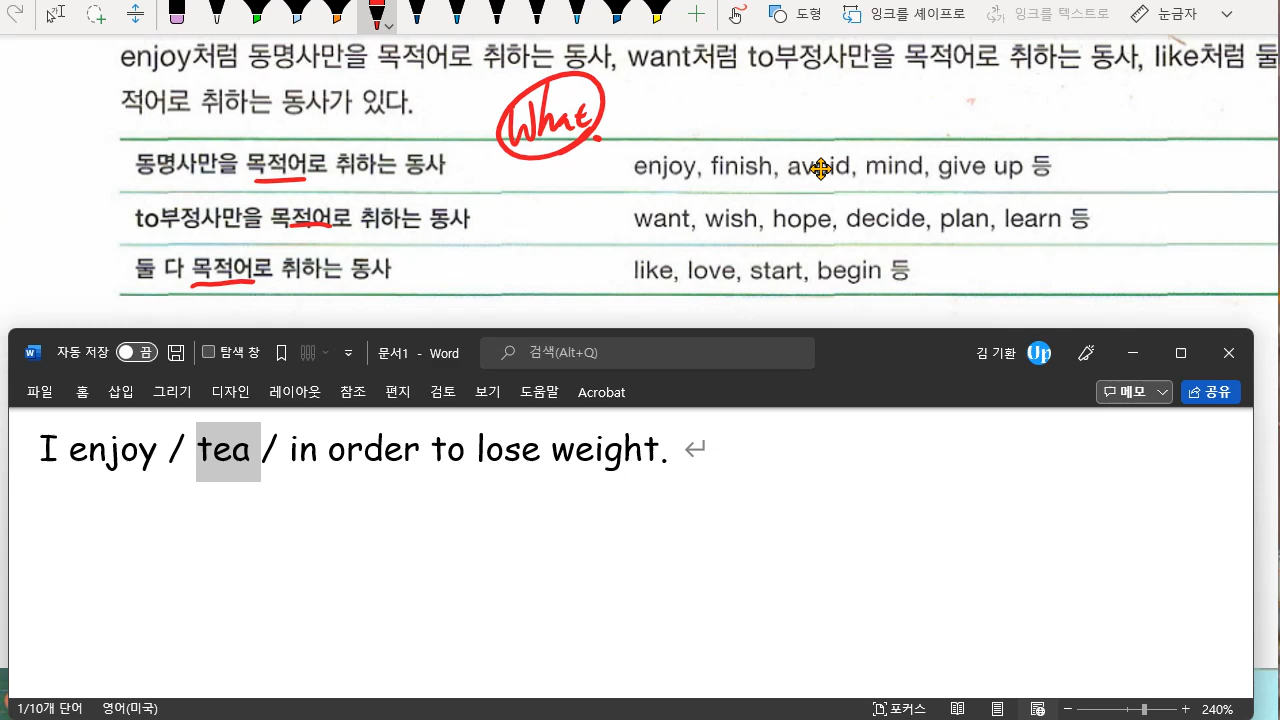 도형 잉크를 셰이프로 잉크를 텍스트로 눈금자
enjoy처럼 동명사만을 목적어로 취하는 동사, want처럼 to부정사만을 목적어로 취하는 동사, like처럼 둘
적어로 취하는 동사가 있다.
What
동명사만을 목적어로 취하는 동사 enjoy, finish, avoid, mind, give up 등
to부정사만을 목적어로 취하는 동사 want, wish, hope, decide, plan, learn 등
둘 다 목적어로 취하는 동사 like, love, start, begin 등
자동 저장 끔 탐색 창 문서1 - Word 검색(Alt+Q) 김 기환 Up
파일 홈 삽입 그리기 디자인 레이아웃 참조 편지 검토 보기 도움말 Acrobat 메모 공유
I enjoy / tea / in order to lose weight.
1/10개 단어 영어(미국) 포커스 240%